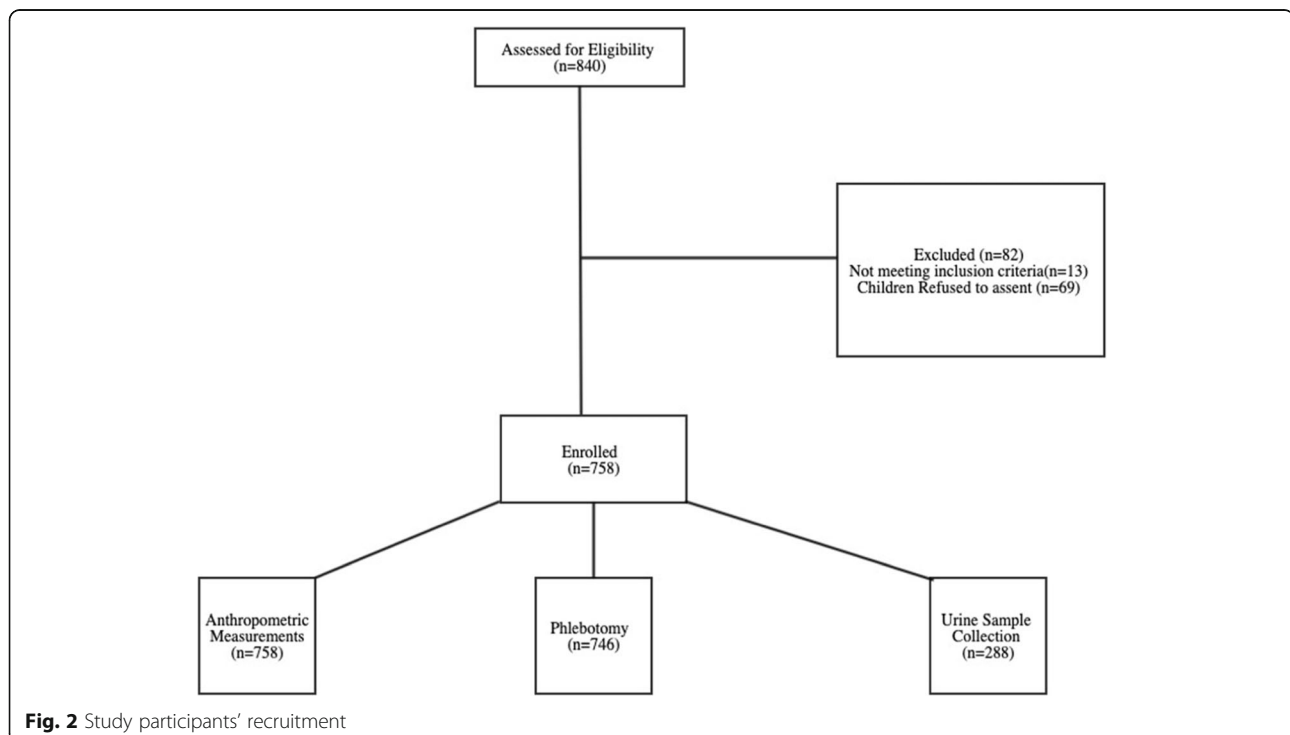 Assessed for Eligibility
(n=840)
Excluded (n=82)
Not meeting inclusion criteria(n=13)
Children Refused to assent (n=69)
Enrolled
(n=758)
Anthropometric
Measurements
(n=758)
Phlebotomy
(n=746)
Urine Sample
Collection
(n=288)
Fig. 2 Study participants’ recruitment